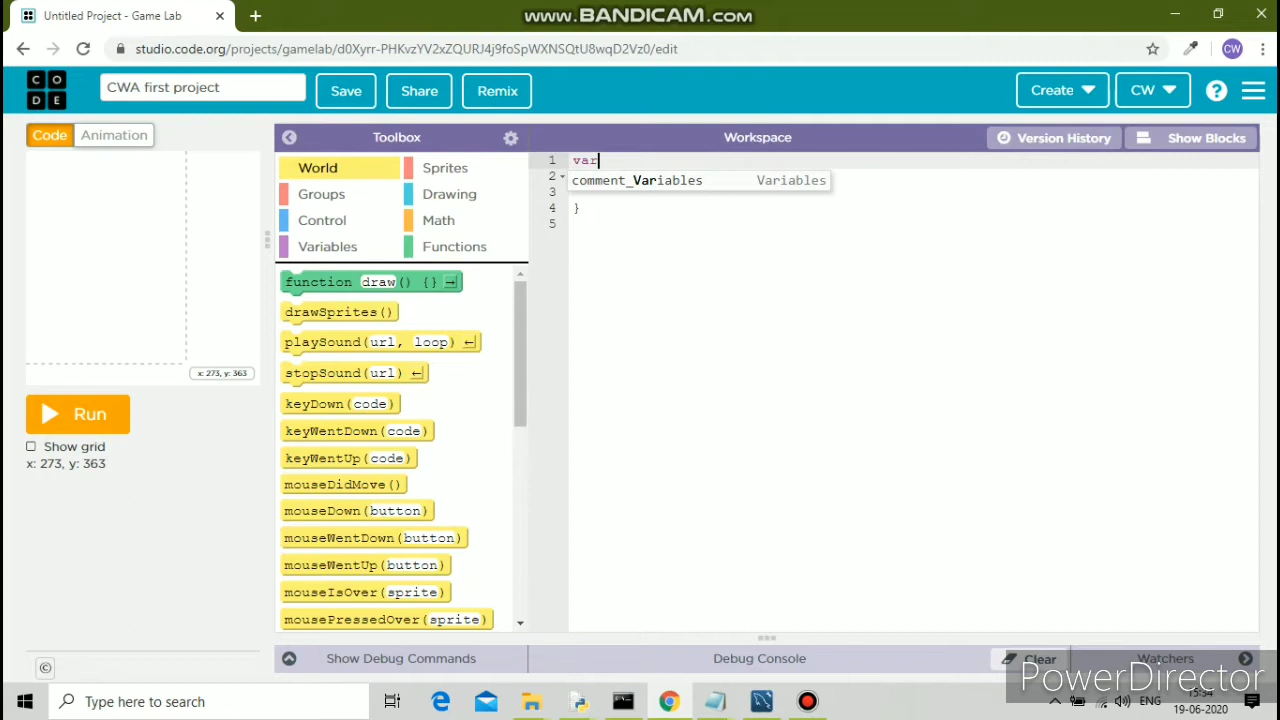 Untitled Project - Game Lab
www.BANDICAM.com
studio.code.org/projects/gamelab/d0Xyrr-PHKvzYV2xZQURJ4j9foSpWXNSQtU8wqD2Vz0/edit
CW
C O
D E
CWA first project
Save
Share
Remix
Create
CW
?
Code
Animation
Toolbox
Workspace
Version History
Show Blocks
World
Sprites
Groups
Drawing
Control
Math
Variables
Functions
1 var
2
3
4 }
5
comment_Variables Variables
function draw() {}
drawSprites()
playSound(url, loop)
stopSound(url)
keyDown(code)
keyWentDown(code)
keyWentUp(code)
mouseDidMove()
mouseDown(button)
mouseWentDown(button)
mouseWentUp(button)
mouseIsOver(sprite)
mousePressedOver(sprite)
x: 273, y: 363
Run
Show grid
x: 273, y: 363
©
Show Debug Commands
Debug Console
Clear
Watchers
PowerDirector
Type here to search
ENG
19-06-2020